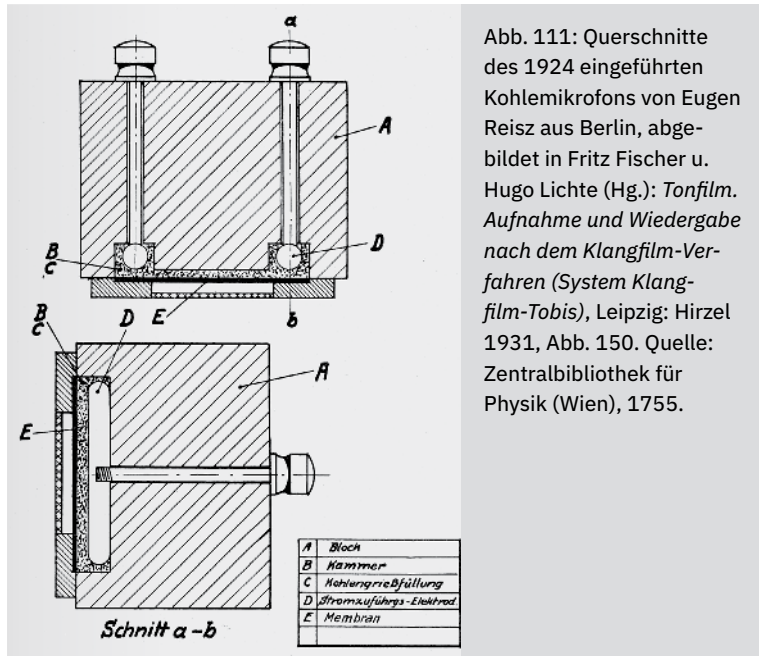 a
A
B
C
D
E
b
B
C
D
A
E
Schnitt a-b
A Block
B Kammer
C Kohlengrießfüllung
D Stromzuführgs-Elektrod.
E Membran
Abb. 111: Querschnitte
des 1924 eingeführten
Kohlemikrofons von Eugen
Reisz aus Berlin, abge-
bildet in Fritz Fischer u.
Hugo Lichte (Hg.): Tonfilm.
Aufnahme und Wiedergabe
nach dem Klangfilm-Ver-
fahren (System Klang-
film-Tobis), Leipzig: Hirzel
1931, Abb. 150. Quelle:
Zentralbibliothek für
Physik (Wien), 1755.